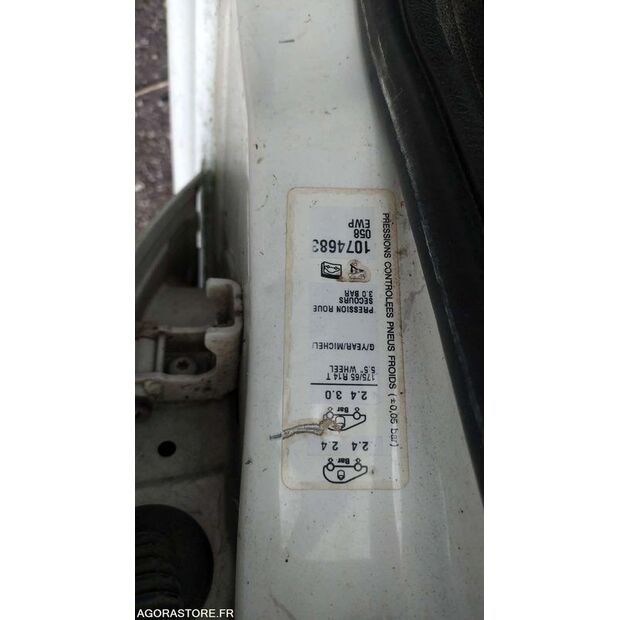 PRESSIONS CONTROLEES PNEUS FROIDS (±0,05 bar)
2.4 2.4
Bar
2.4 3.0
Bar
175/65 R14 T
5.5" WHEEL
G/YEAR/MICHEL
PRESSION ROUE
SECOURS
3.0 BAR
1074683
058
EWP
AGORASTORE.FR